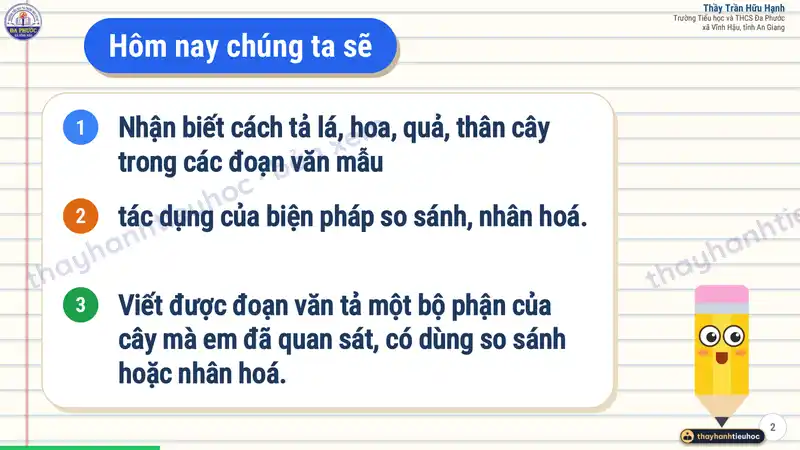 Thầy Trần Hữu Hạnh
Trường Tiểu học và THCS Đa Phước
xã Vĩnh Hậu, tỉnh An Giang
ĐA PHƯỚC
Hôm nay chúng ta sẽ
1 Nhận biết cách tả lá, hoa, quả, thân cây
trong các đoạn văn mẫu
2 tác dụng của biện pháp so sánh, nhân hoá.
3 Viết được đoạn văn tả một bộ phận của
cây mà em đã quan sát, có dùng so sánh
hoặc nhân hoá.
thayhanhtieuhoc
2